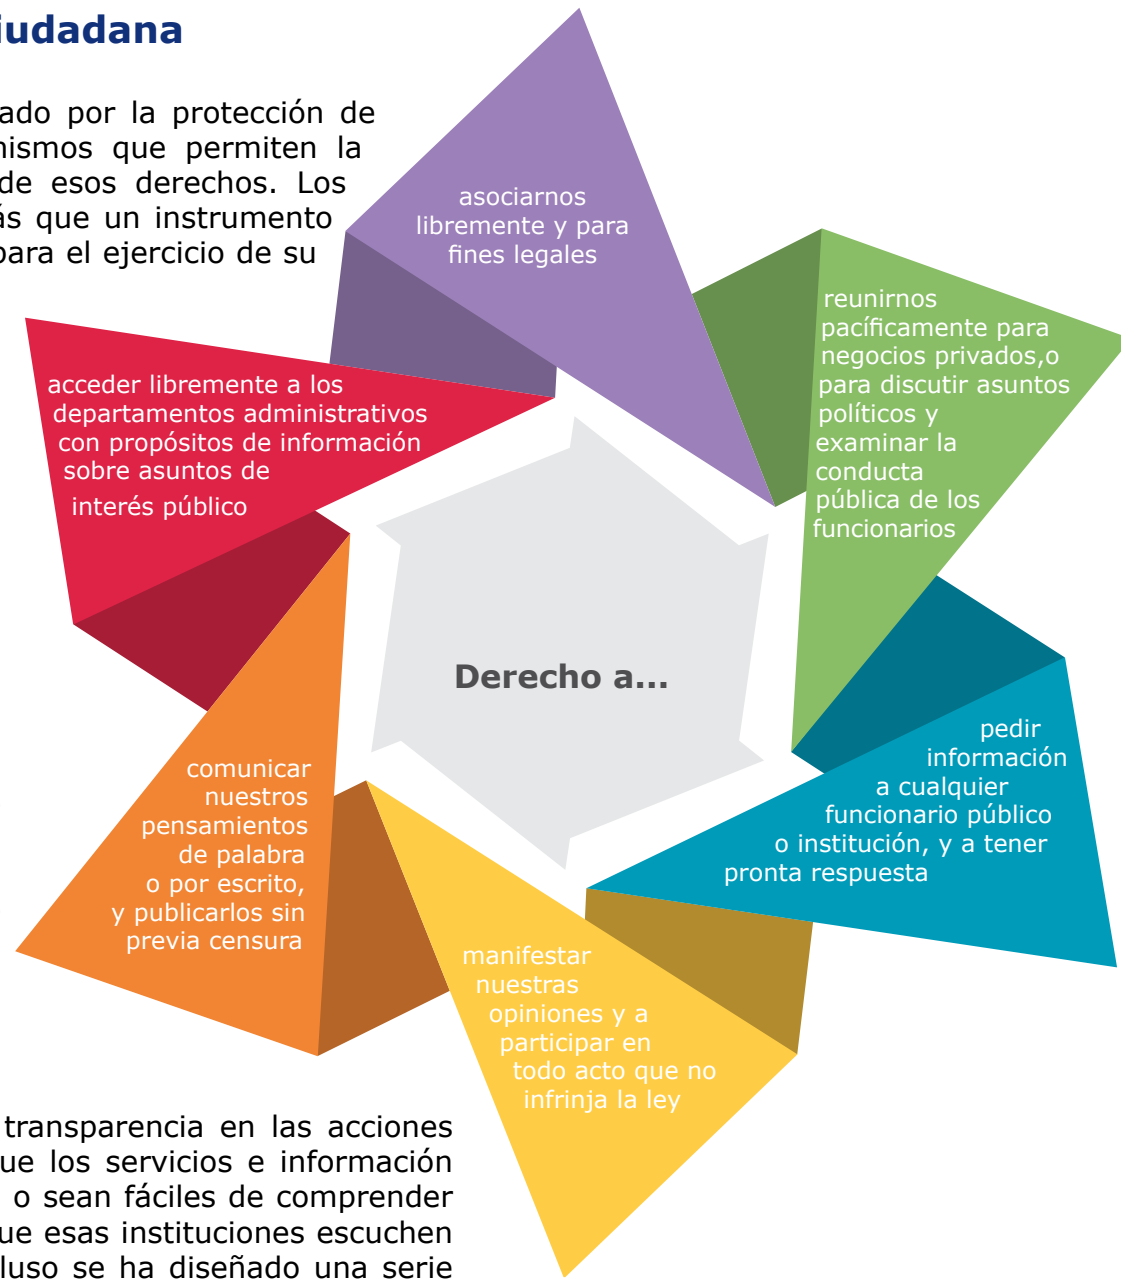 iudadana
ado por la protección de
nismos que permiten la
de esos derechos. Los
ás que un instrumento
para el ejercicio de su
asociarnos
libremente y para
fines legales
reunirnos
pacíficamente para
negocios privados,o
para discutir asuntos
políticos y
examinar la
conducta
pública de los
funcionarios
acceder libremente a los
departamentos administrativos
con propósitos de información
sobre asuntos de
interés público
Derecho a...
pedir
información
a cualquier
funcionario público
o institución, y a tener
pronta respuesta
comunicar
nuestros
pensamientos
de palabra
o por escrito,
y publicarlos sin
previa censura
manifestar
nuestras
opiniones y a
participar en
todo acto que no
infrinja la ley
transparencia en las acciones
ue los servicios e información
o sean fáciles de comprender
ue esas instituciones escuchen
luso se ha diseñado una serie